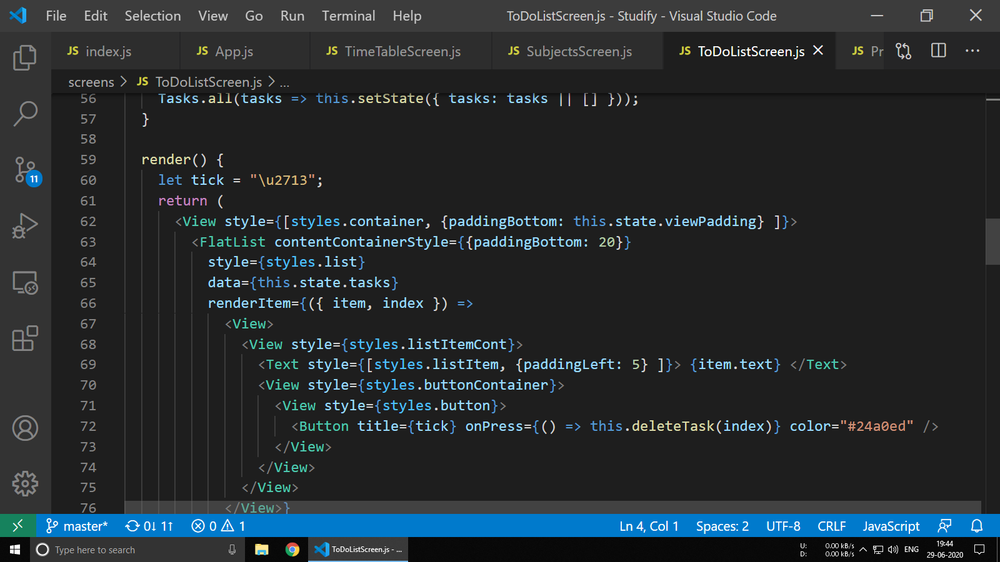 File Edit Selection View Go Run Terminal Help ToDoListScreen.js - Studify - Visual Studio Code
JS index.js JS App.js JS TimeTableScreen.js JS SubjectsScreen.js JS ToDoListScreen.js JS Pr
screens > JS ToDoListScreen.js > ...
56 Tasks.all(tasks => this.setState({ tasks: tasks || [] }));
57 }
58
59 render() {
60 let tick = "\u2713";
61 return (
62 <View style={[styles.container, {paddingBottom: this.state.viewPadding} ]}>
63 <FlatList contentContainerStyle={{paddingBottom: 20}}
64 style={styles.list}
65 data={this.state.tasks}
66 renderItem={({ item, index }) =>
67 <View>
68 <View style={styles.listItemCont}>
69 <Text style={[styles.listItem, {paddingLeft: 5} ]}> {item.text} </Text>
70 <View style={styles.buttonContainer}>
71 <View style={styles.button}>
72 <Button title={tick} onPress={() => this.deleteTask(index)} color="#24a0ed" />
73 </View>
74 </View>
75 </View>
76 </View>}
11
master* 0↓ 1↑ 0 1 Ln 4, Col 1 Spaces: 2 UTF-8 CRLF JavaScript
Type here to search ToDoListScreen.js - ... U: 0.00 kB/s D: 0.00 kB/s ENG 19:44 29-06-2020